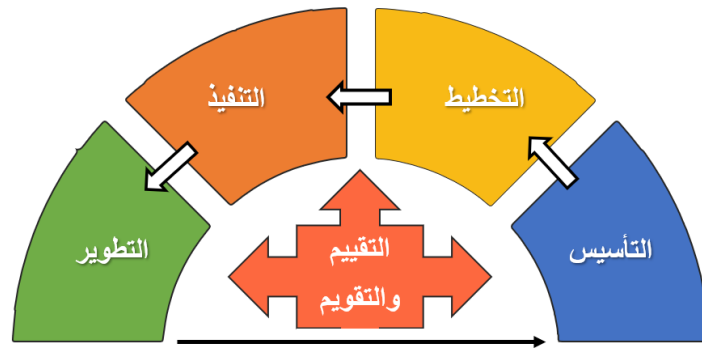 التأسيس
التخطيط
التنفيذ
التطوير
التقييم
والتقويم